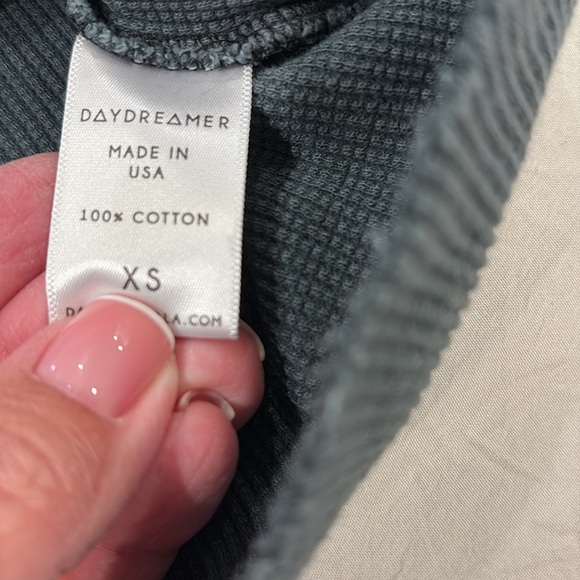 DAYDREAMER
MADE IN
USA
100% COTTON
XS